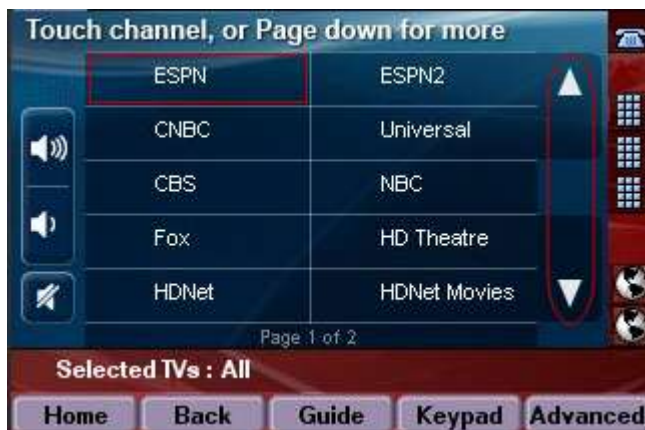 Touch channel, or Page down for more
ESPN ESPN2
CNBC Universal
CBS NBC
Fox HD Theatre
HDNet HDNet Movies
Page 1 of 2
Selected TVs : All
Home Back Guide Keypad Advanced